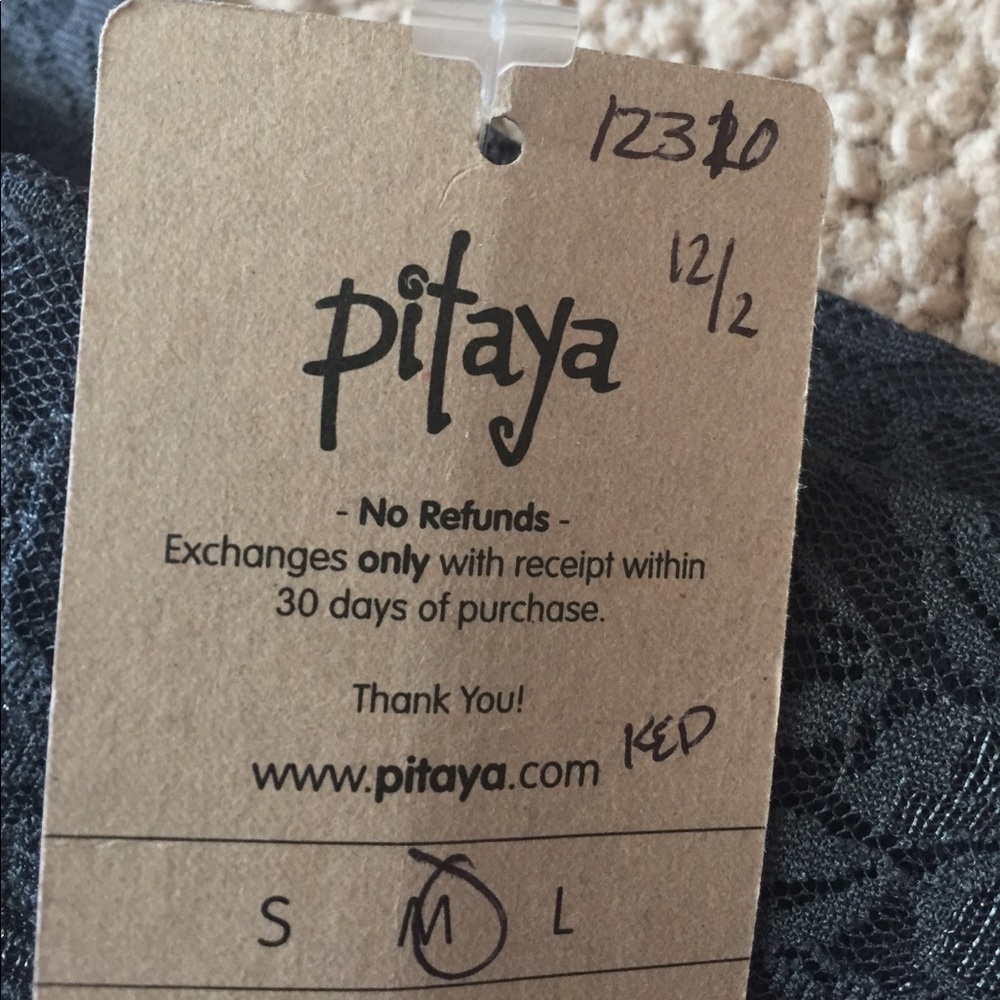 12310
12/2
pitaya
- No Refunds -
Exchanges only with receipt within
30 days of purchase.
Thank You!
KED
www.pitaya.com
S M L